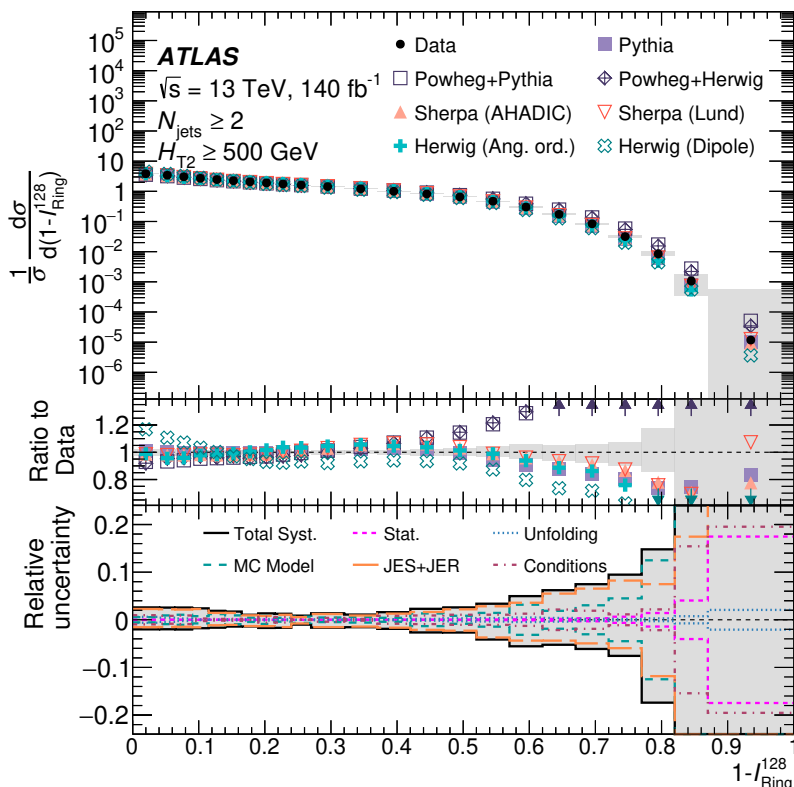 ATLAS
√s = 13 TeV, 140 fb⁻¹
N_jets ≥ 2
H_T2 ≥ 500 GeV
Data
Pythia
Powheg+Pythia
Powheg+Herwig
Sherpa (AHADIC)
Sherpa (Lund)
Herwig (Ang. ord.)
Herwig (Dipole)
1/σ dσ/d(1-I_Ring^128)
10⁵
10⁴
10³
10²
10
1
10⁻¹
10⁻²
10⁻³
10⁻⁴
10⁻⁵
10⁻⁶
Ratio to
Data
1.2
1
0.8
Relative
uncertainty
0.2
0.1
0
−0.1
−0.2
Total Syst.
Stat.
Unfolding
MC Model
JES+JER
Conditions
0 0.1 0.2 0.3 0.4 0.5 0.6 0.7 0.8 0.9 1
1-I_Ring^128